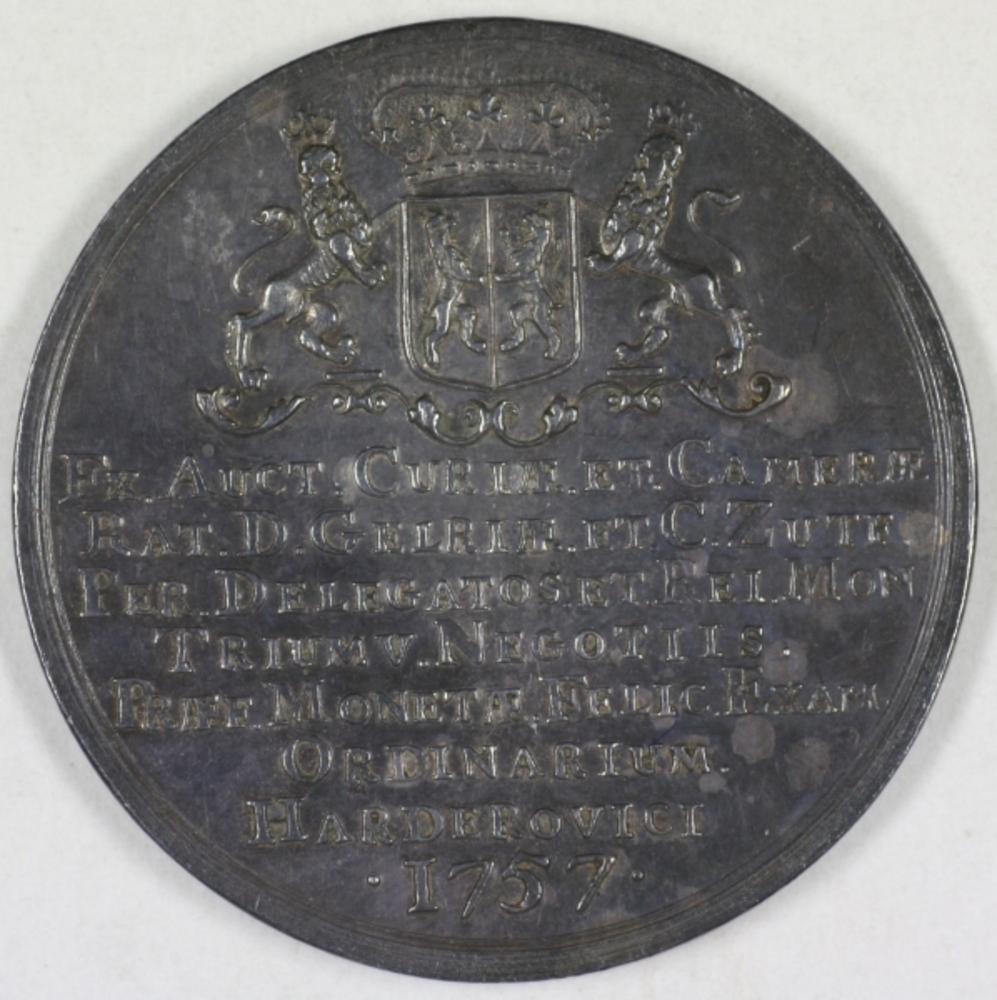 EX. AUCT. CURIÆ. ET. CAMERÆ
RAT. D. GELRIÆ. ET C. ZUTF.
PER. DELEGATOS. ET. REI. MON
TRIUMV. NEGOTIIS.
PRÆF MONETÆ. FELIC. EXAM.
ORDINARIUM.
HARDEROVICI
·1757·